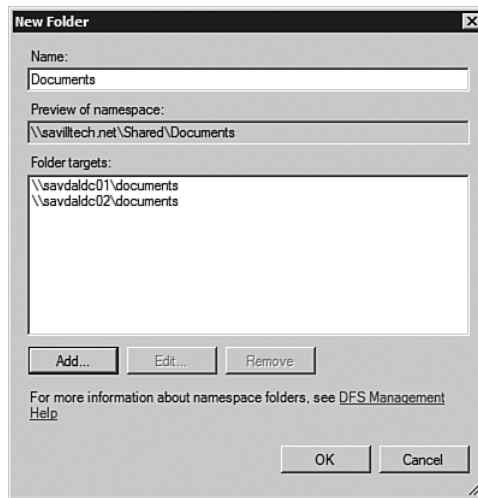 New Folder
Name:
Documents
Preview of namespace:
\\savilltech.net\Shared\Documents
Folder targets:
\\savdaldc01\documents
\\savdaldc02\documents
Add... Edit... Remove
For more information about namespace folders, see DFS Management
Help
OK Cancel